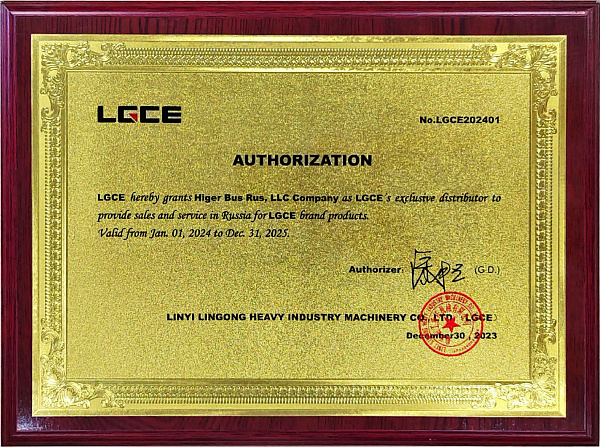 LGCE
No.LGCE202401
AUTHORIZATION
LGCE hereby grants Higer Bus Rus, LLC Company as LGCE's exclusive distributor to
provide sales and service in Russia for LGCE brand products.
Valid from Jan. 01, 2024 to Dec. 31, 2025.
Authorizer: (G.D.)
LINYI LINGONG HEAVY INDUSTRY MACHINERY CO., LTD. LGCE
December30, 2023